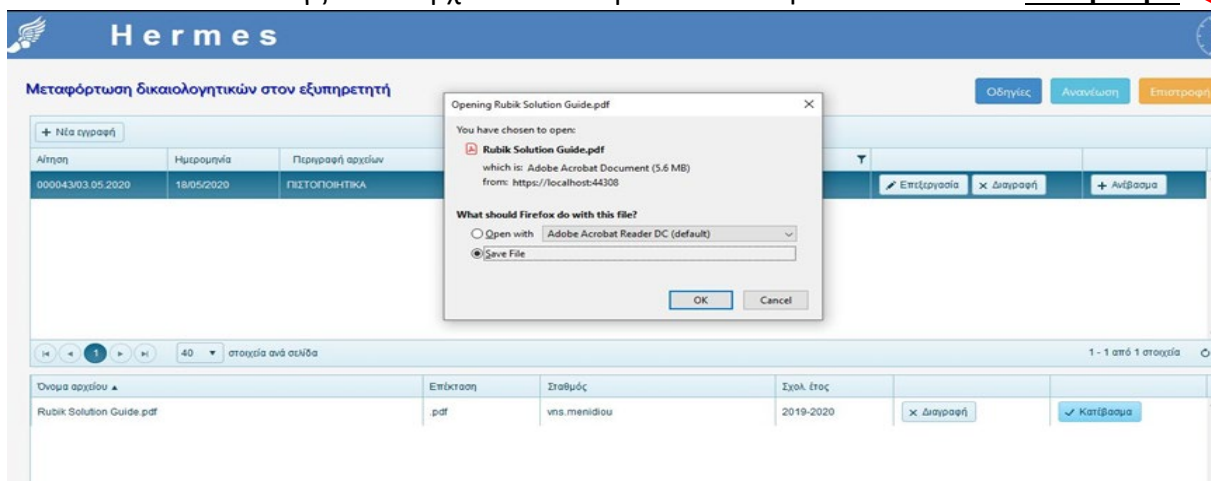 Hermes
Μεταφόρτωση δικαιολογητικών στον εξυπηρετητή
Οδηγίες Ανανέωση Επιστροφή
+ Νέα εγγραφή
Αίτηση Ημερομηνία Περιγραφή αρχείων
000043/03.05.2020 18/05/2020 ΠΙΣΤΟΠΟΙΗΤΙΚΑ Επεξεργασία × Διαγραφή + Ανέβασμα
Opening Rubik Solution Guide.pdf
You have chosen to open:
Rubik Solution Guide.pdf
which is: Adobe Acrobat Document (5.6 MB)
from: https://localhost:44308
What should Firefox do with this file?
Open with Adobe Acrobat Reader DC (default)
Save File
OK Cancel
1 40 στοιχεία ανά σελίδα 1 - 1 από 1 στοιχεία
Όνομα αρχείου Επέκταση Σταθμός Σχολ. έτος
Rubik Solution Guide.pdf .pdf vns.menidiou 2019-2020 × Διαγραφή Κατέβασμα